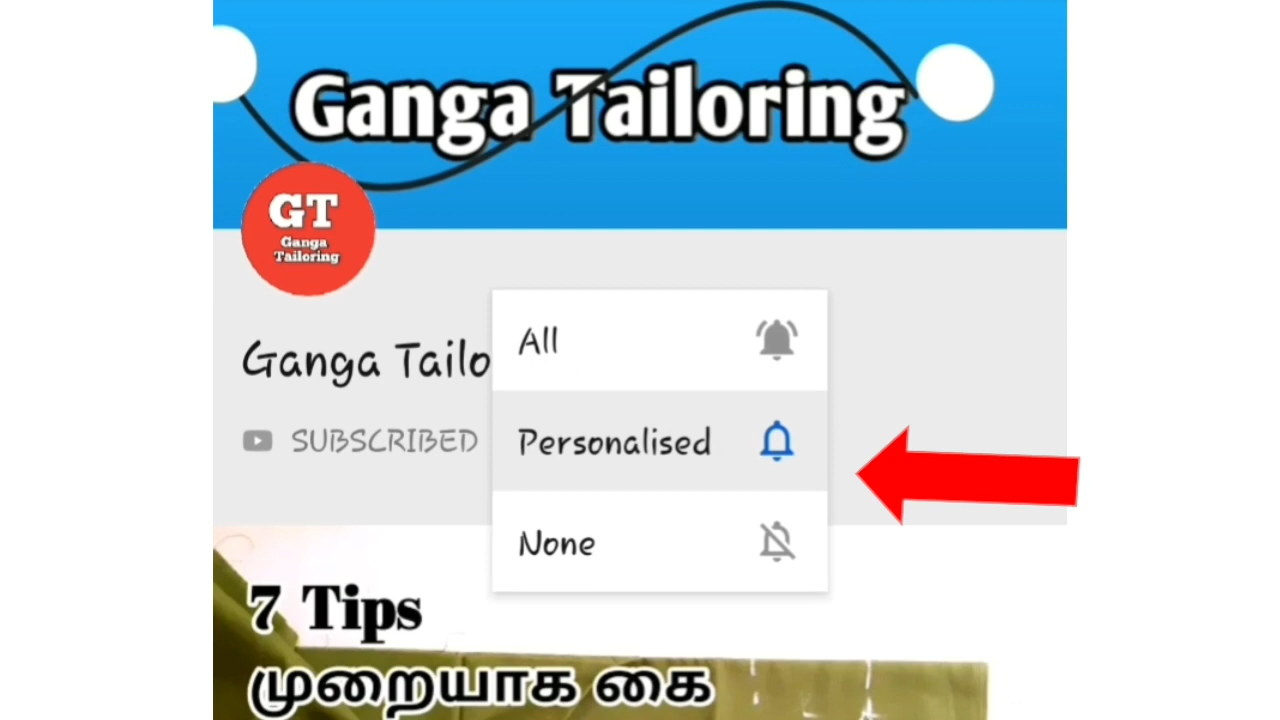 Ganga Tailoring
GT
Ganga
Tailoring
Ganga Tailo
SUBSCRIBED
All
Personalised
None
7 Tips
முறையாக கை